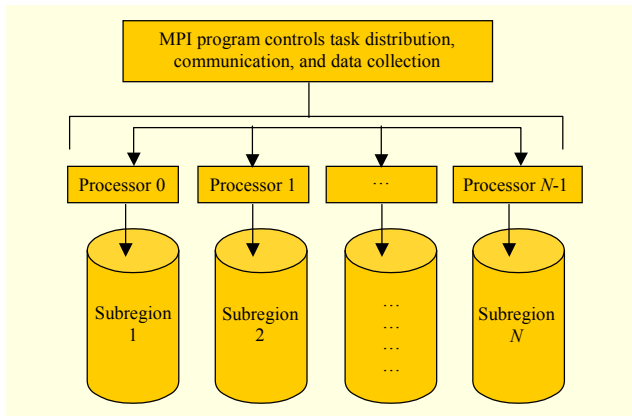 MPI program controls task distribution,
communication, and data collection
Processor 0
Processor 1
…
Processor N-1
Subregion
1
Subregion
2
…
…
…
…
Subregion
N